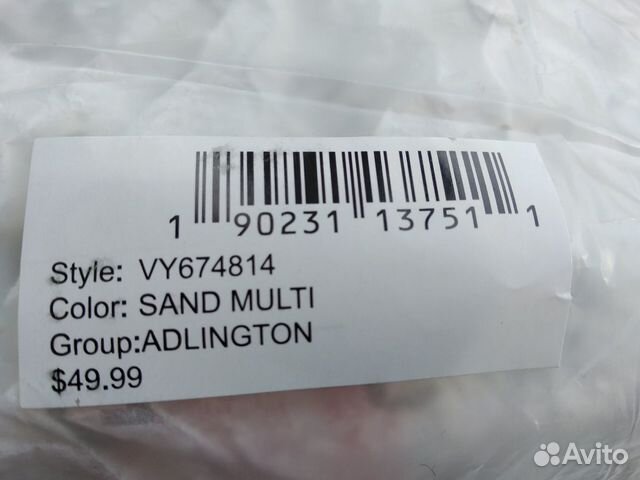 1 90231 13751 1
Style: VY674814
Color: SAND MULTI
Group:ADLINGTON
$49.99
Avito